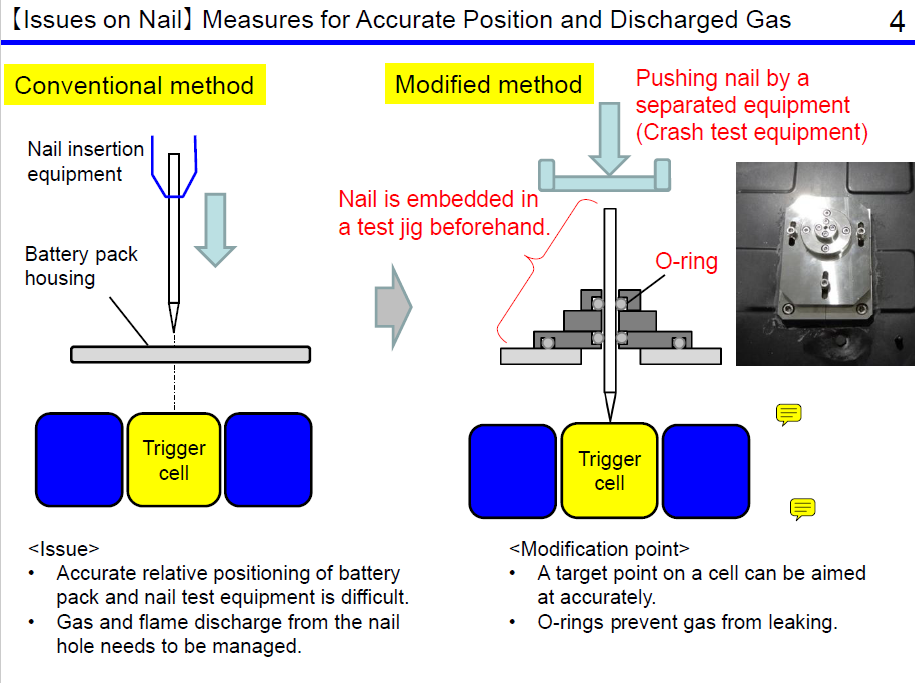 【Issues on Nail】 Measures for Accurate Position and Discharged Gas
4
Conventional method
Nail insertion
equipment
Battery pack
housing
Trigger
cell
<Issue>
• Accurate relative positioning of battery
pack and nail test equipment is difficult.
• Gas and flame discharge from the nail
hole needs to be managed.
Modified method
Pushing nail by a
separated equipment
(Crash test equipment)
Nail is embedded in
a test jig beforehand.
O-ring
Trigger
cell
<Modification point>
• A target point on a cell can be aimed
at accurately.
• O-rings prevent gas from leaking.